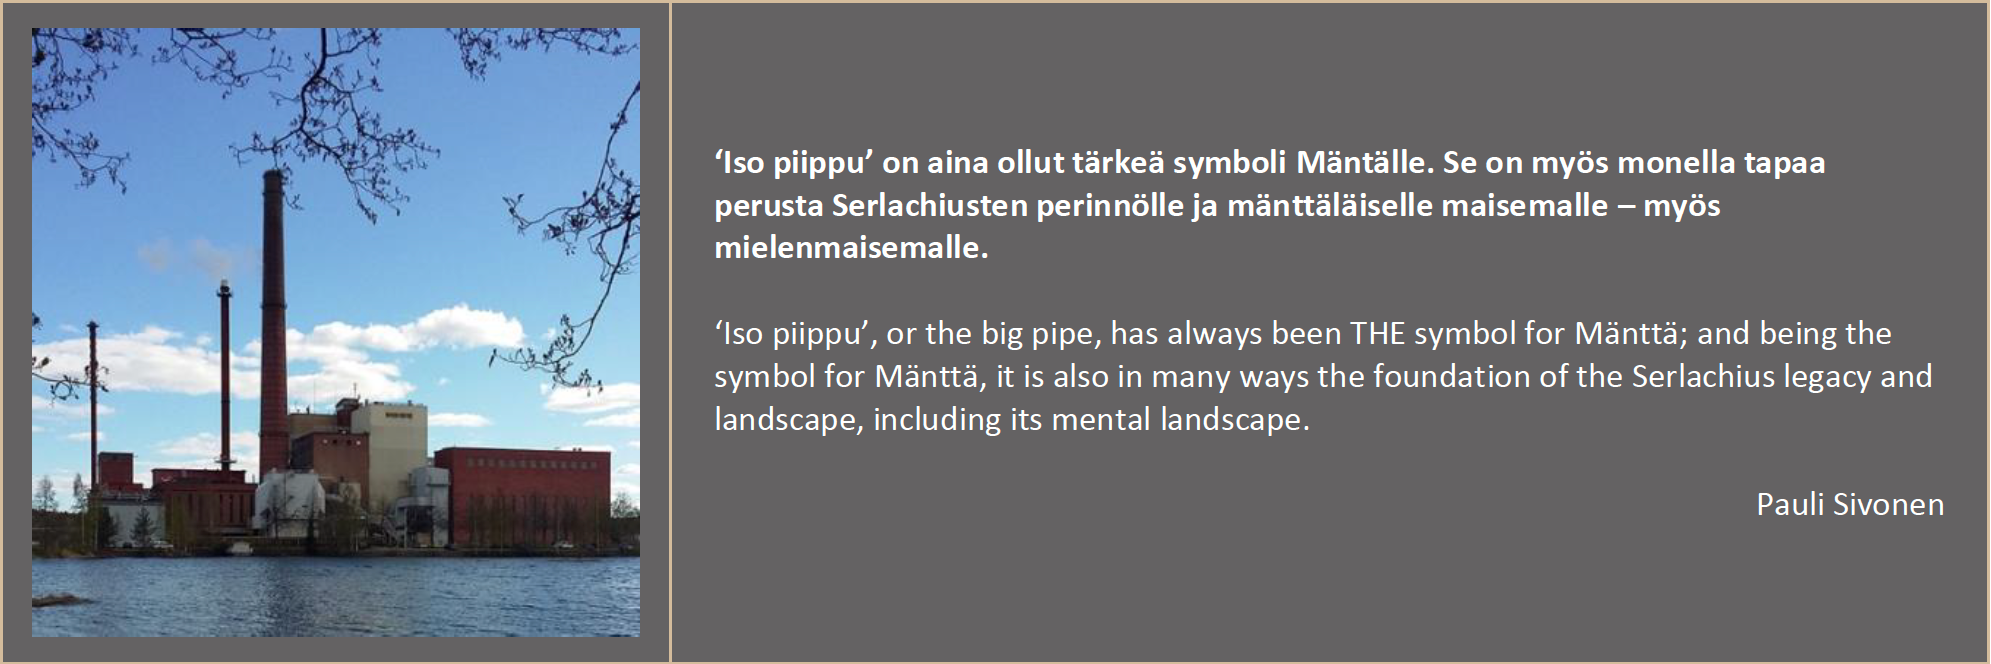 ‘Iso piippu’ on aina ollut tärkeä symboli Mäntälle. Se on myös monella tapaa
perusta Serlachiusten perinnölle ja mänttäläiselle maisemalle – myös
mielenmaisemalle.
‘Iso piippu’, or the big pipe, has always been THE symbol for Mänttä; and being the
symbol for Mänttä, it is also in many ways the foundation of the Serlachius legacy and
landscape, including its mental landscape.
Pauli Sivonen